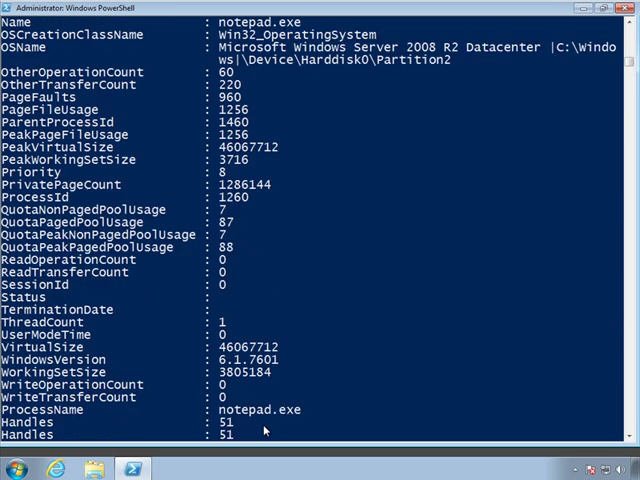 Administrator: Windows PowerShell
Name : notepad.exe
OSCreationClassName : Win32_OperatingSystem
OSName : Microsoft Windows Server 2008 R2 Datacenter |C:\Windo
ws|\Device\Harddisk0\Partition2
OtherOperationCount : 60
OtherTransferCount : 220
PageFaults : 960
PageFileUsage : 1256
ParentProcessId : 1460
PeakPageFileUsage : 1256
PeakVirtualSize : 46067712
PeakWorkingSetSize : 3716
Priority : 8
PrivatePageCount : 1286144
ProcessId : 1260
QuotaNonPagedPoolUsage : 7
QuotaPagedPoolUsage : 87
QuotaPeakNonPagedPoolUsage : 7
QuotaPeakPagedPoolUsage : 88
ReadOperationCount : 0
ReadTransferCount : 0
SessionId : 0
Status :
TerminationDate :
ThreadCount : 1
UserModeTime : 0
VirtualSize : 46067712
WindowsVersion : 6.1.7601
WorkingSetSize : 3805184
WriteOperationCount : 0
WriteTransferCount : 0
ProcessName : notepad.exe
Handles : 51
Handles : 51